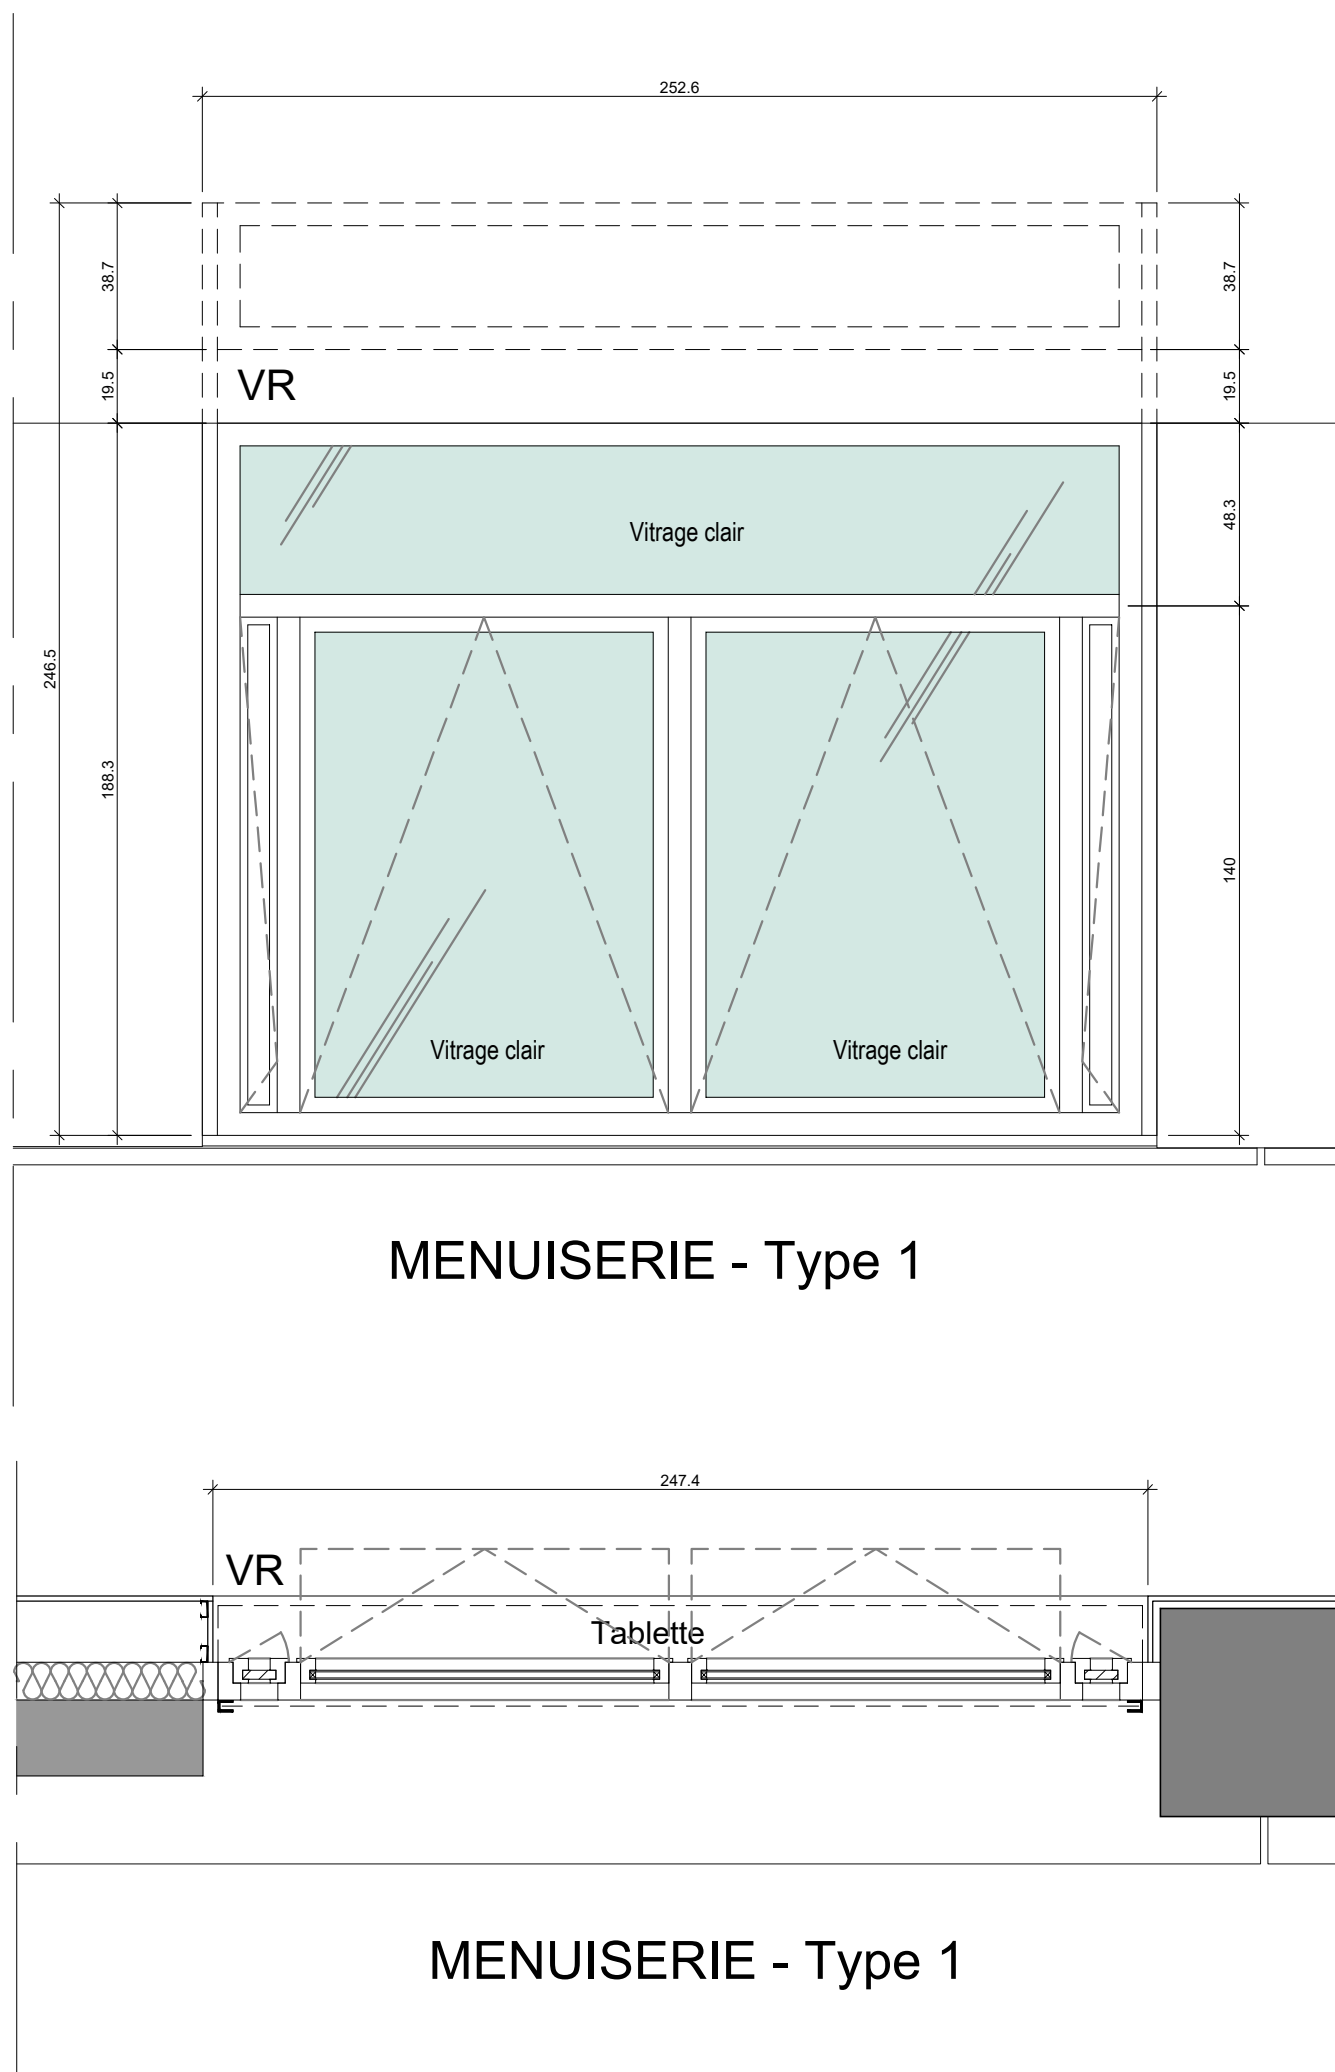 252.6
38.7
38.7
19.5
VR
19.5
Vitrage clair
48.3
246.5
188.3
140
Vitrage clair
Vitrage clair
MENUISERIE - Type 1
247.4
VR
Tablette
MENUISERIE - Type 1